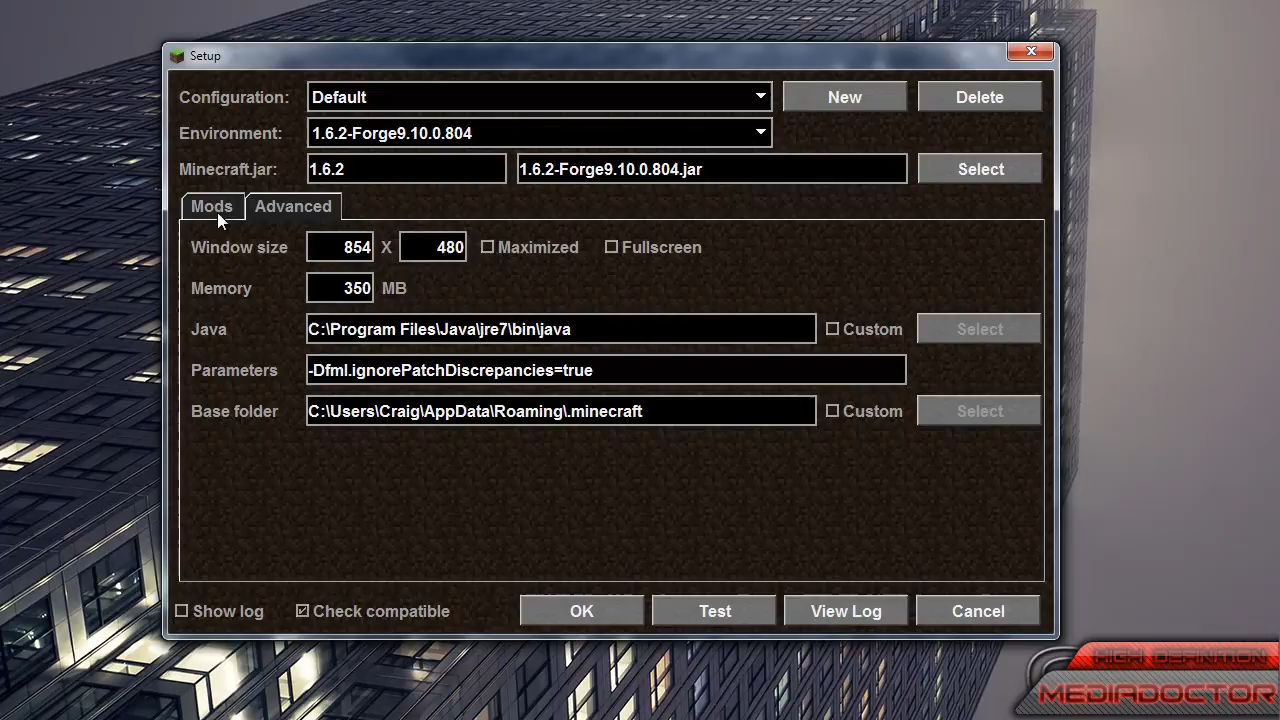 Setup
Configuration: Default New Delete
Environment: 1.6.2-Forge9.10.0.804
Minecraft.jar: 1.6.2 1.6.2-Forge9.10.0.804.jar Select
Mods Advanced
Window size 854 X 480 Maximized Fullscreen
Memory 350 MB
Java C:\Program Files\Java\jre7\bin\java Custom Select
Parameters -Dfml.ignorePatchDiscrepancies=true
Base folder C:\Users\Craig\AppData\Roaming\.minecraft Custom Select
Show log Check compatible OK Test View Log Cancel
HIGH DEFINITION
MEDIADOCTOR